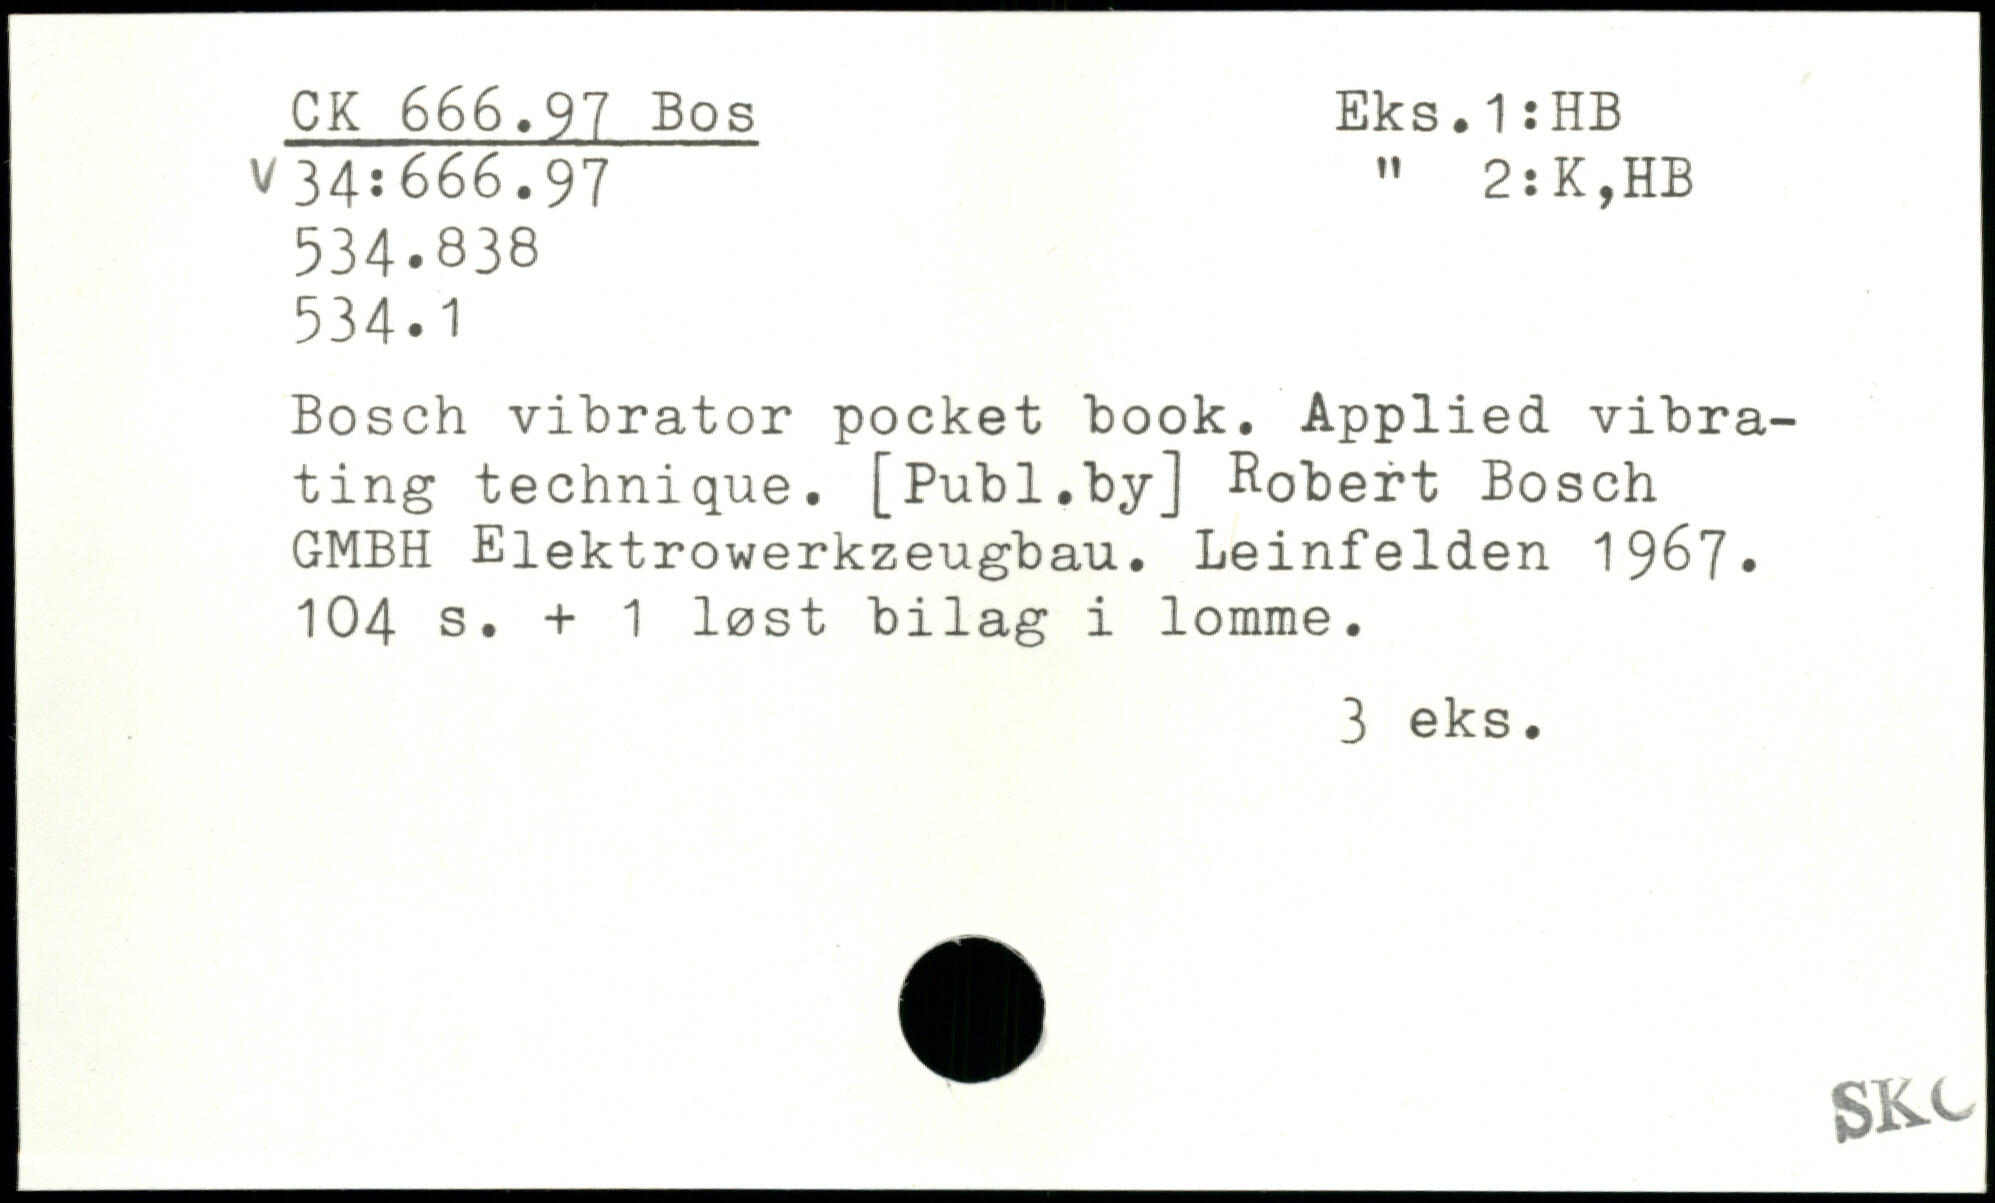 CK 666.97 Bos Eks.1:HB
V 34:666.97 " 2:K,HB
534.838
534.1
Bosch vibrator pocket book. Applied vibra-
ting technique. [Publ.by] Robert Bosch
GMBH Elektrowerkzeugbau. Leinfelden 1967.
104 s. + 1 løst bilag i lomme.
3 eks.